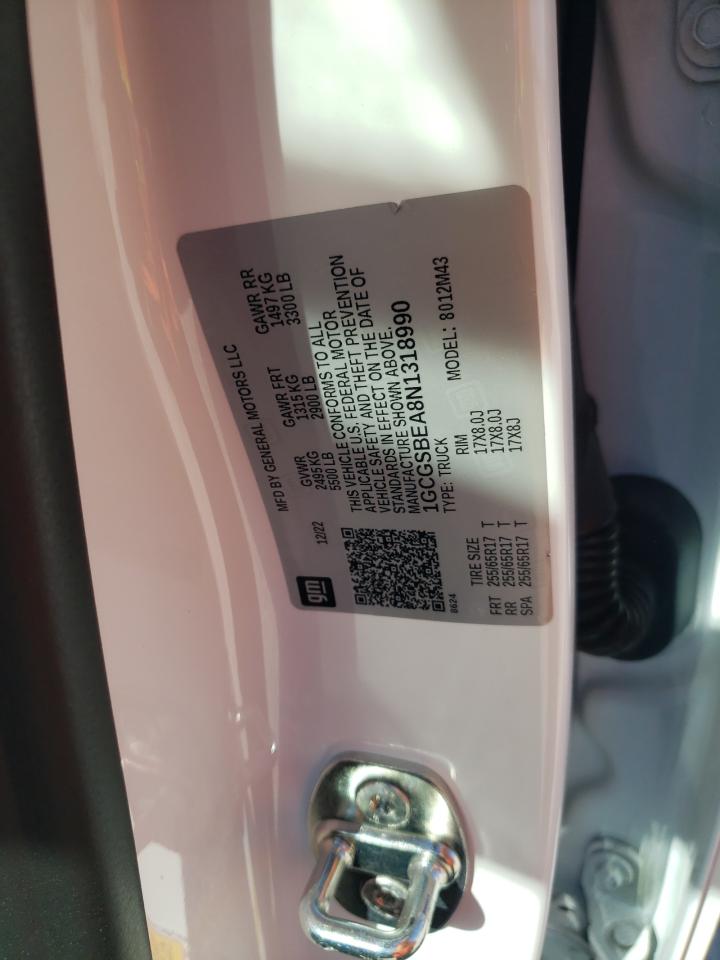 gm
MFD BY GENERAL MOTORS LLC
12/22
GVWR GAWR FRT GAWR RR
2495KG 1315 KG 1497 KG
5500 LB 2900 LB 3300 LB
THIS VEHICLE CONFORMS TO ALL
APPLICABLE U.S. FEDERAL MOTOR
VEHICLE SAFETY AND THEFT PREVENTION
STANDARDS IN EFFECT ON THE DATE OF
MANUFACTURE SHOWN ABOVE.
1GCGSBEA8N1318990
8624
TYPE: TRUCK MODEL: 8012M43
TIRE SIZE RIM
FRT 255/65R17 T 17X8.0J
RR 255/65R17 T 17X8.0J
SPA 255/65R17 T 17X8J